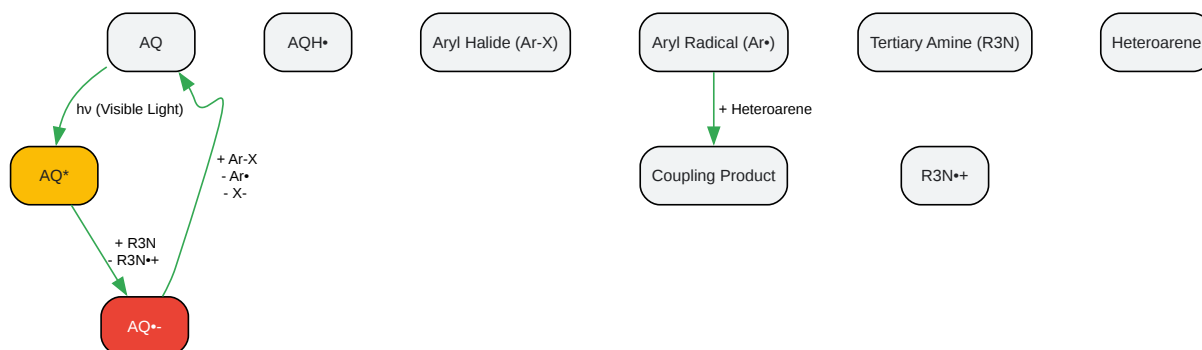 AQ
AQH•
Aryl Halide (Ar-X)
Aryl Radical (Ar•)
Tertiary Amine (R3N)
Heteroarene
hν (Visible Light)
+ Heteroarene
+ Ar-X
- Ar•
- X-
AQ*
Coupling Product
R3N•+
+ R3N
- R3N•+
AQ•-